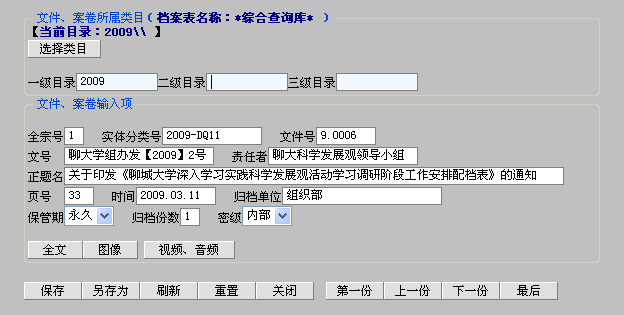 文件、案卷所属类目(档案表名称：*综合查询库* )
【当前目录：2009\\ 】
选择类目
一级目录 2009 二级目录 三级目录
文件、案卷输入项
全宗号 1 实体分类号 2009-DQ11 文件号 9.0006
文号 聊大学组办发【2009】2号 责任者 聊大科学发展观领导小组
正题名 关于印发《聊城大学深入学习实践科学发展观活动学习调研阶段工作安排配档表》的通知
页号 33 时间 2009.03.11 归档单位 组织部
保管期 永久 归档份数 1 密级 内部
全文 图像 视频、音频
保存 另存为 刷新 重置 关闭 第一份 上一份 下一份 最后